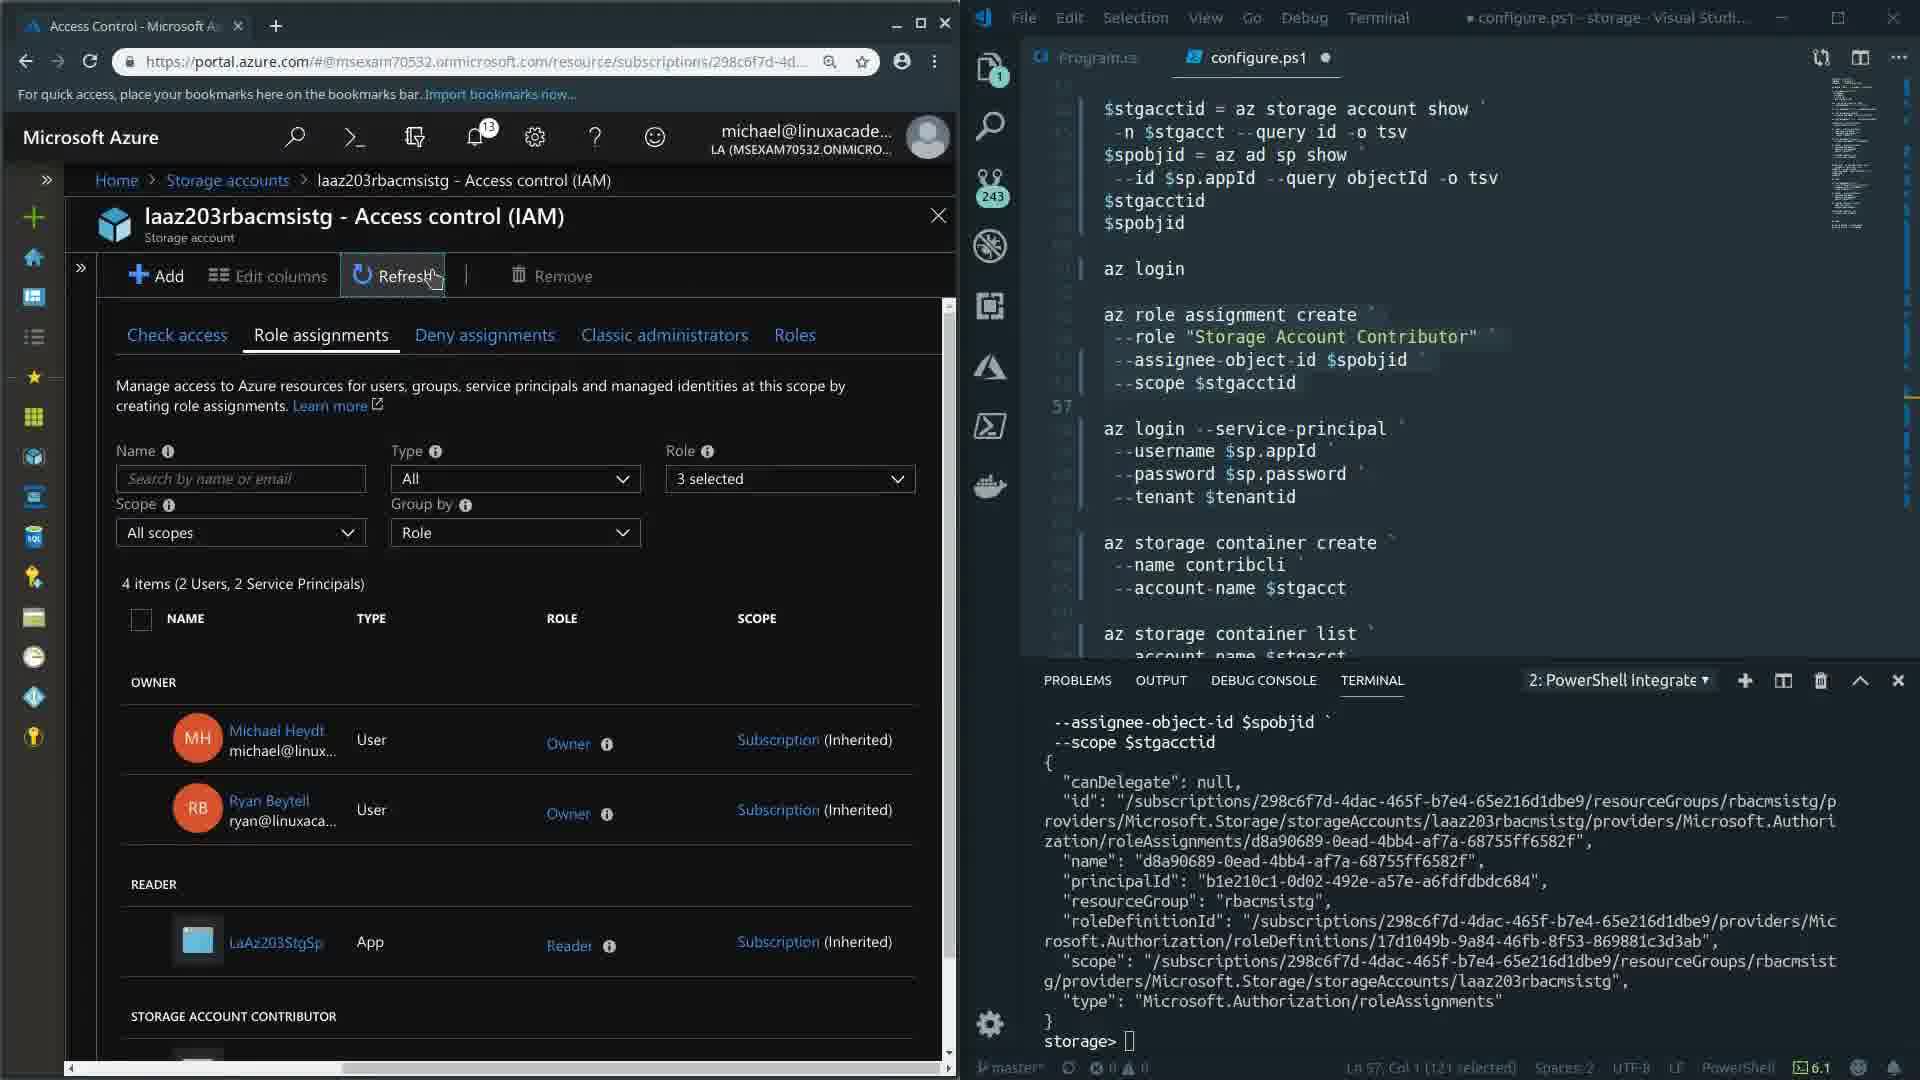 Access Control - Microsoft Az
https://portal.azure.com/#@msexam70532.onmicrosoft.com/resource/subscriptions/298c6f7d-4d...
For quick access, place your bookmarks here on the bookmarks bar. Import bookmarks now...
Microsoft Azure
13
michael@linuxacade...
LA (MSEXAM70532.ONMICRO...
Home > Storage accounts > laaz203rbacmsistg - Access control (IAM)
laaz203rbacmsistg - Access control (IAM)
Storage account
Add
Edit columns
Refresh
Remove
Check access
Role assignments
Deny assignments
Classic administrators
Roles
Manage access to Azure resources for users, groups, service principals and managed identities at this scope by
creating role assignments. Learn more
Name
Type
Role
Search by name or email
All
3 selected
Scope
Group by
All scopes
Role
4 items (2 Users, 2 Service Principals)
NAME TYPE ROLE SCOPE
OWNER
MH Michael Heydt
michael@linux...
User Owner Subscription (Inherited)
RB Ryan Beytell
ryan@linuxaca...
User Owner Subscription (Inherited)
READER
LaAz203StgSp App Reader Subscription (Inherited)
STORAGE ACCOUNT CONTRIBUTOR
SQL
File Edit Selection View Go Debug Terminal
● configure.ps1 - storage - Visual Studi...
1
243
Program.cs
configure.ps1
$stgacctid = az storage account show `
-n $stgacct --query id -o tsv
$spobjid = az ad sp show `
--id $sp.appId --query objectId -o tsv
$stgacctid
$spobjid
az login
az role assignment create `
--role "Storage Account Contributor" `
--assignee-object-id $spobjid `
--scope $stgacctid
57
az login --service-principal `
--username $sp.appId `
--password $sp.password `
--tenant $tenantid
az storage container create `
--name contribcli `
--account-name $stgacct
az storage container list `
--account-name $stgacct
PROBLEMS OUTPUT DEBUG CONSOLE TERMINAL
2: PowerShell Integrate
--assignee-object-id $spobjid `
--scope $stgacctid
{
"canDelegate": null,
"id": "/subscriptions/298c6f7d-4dac-465f-b7e4-65e216d1dbe9/resourceGroups/rbacmsistg/p
roviders/Microsoft.Storage/storageAccounts/laaz203rbacmsistg/providers/Microsoft.Authori
zation/roleAssignments/d8a90689-0ead-4bb4-af7a-68755ff6582f",
"name": "d8a90689-0ead-4bb4-af7a-68755ff6582f",
"principalId": "b1e210c1-0d02-492e-a57e-a6fdfdbdc684",
"resourceGroup": "rbacmsistg",
"roleDefinitionId": "/subscriptions/298c6f7d-4dac-465f-b7e4-65e216d1dbe9/providers/Mic
rosoft.Authorization/roleDefinitions/17d1049b-9a84-46fb-8f53-869881c3d3ab",
"scope": "/subscriptions/298c6f7d-4dac-465f-b7e4-65e216d1dbe9/resourceGroups/rbacmsist
g/providers/Microsoft.Storage/storageAccounts/laaz203rbacmsistg",
"type": "Microsoft.Authorization/roleAssignments"
}
storage>
master*
0 0
Ln 57, Col 1 (121 selected) Spaces: 2 UTF-8 LF PowerShell 6.1